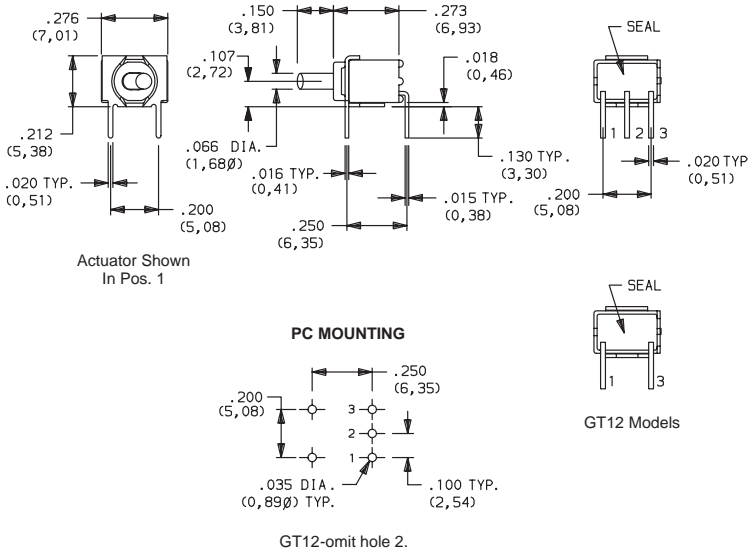 .276
(7,01)
.212
(5,38)
.020 TYP.
(0,51)
.200
(5,08)
Actuator Shown
In Pos. 1
.150
(3,81)
.273
(6,93)
.107
(2,72)
.018
(0,46)
.066 DIA.
(1,68Ø)
.016 TYP.
(0,41)
.130 TYP.
(3,30)
.015 TYP.
(0,38)
.250
(6,35)
SEAL
1 2 3
.020 TYP
(0,51)
.200
(5,08)
SEAL
1 3
GT12 Models
PC MOUNTING
.250
(6,35)
.200
(5,08)
3
2
1
.035 DIA.
(0,89Ø) TYP.
.100 TYP.
(2,54)
GT12-omit hole 2.